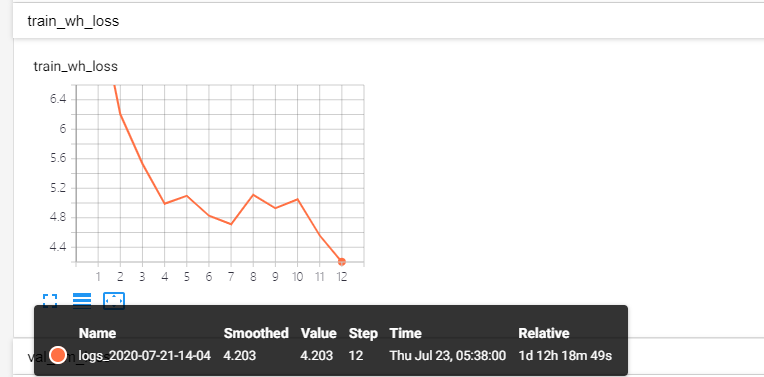 train_wh_loss
train_wh_loss
6.4
6
5.6
5.2
4.8
4.4
1 2 3 4 5 6 7 8 9 10 11 12
Name Smoothed Value Step Time Relative
logs_2020-07-21-14-04 4.203 4.203 12 Thu Jul 23, 05:38:00 1d 12h 18m 49s